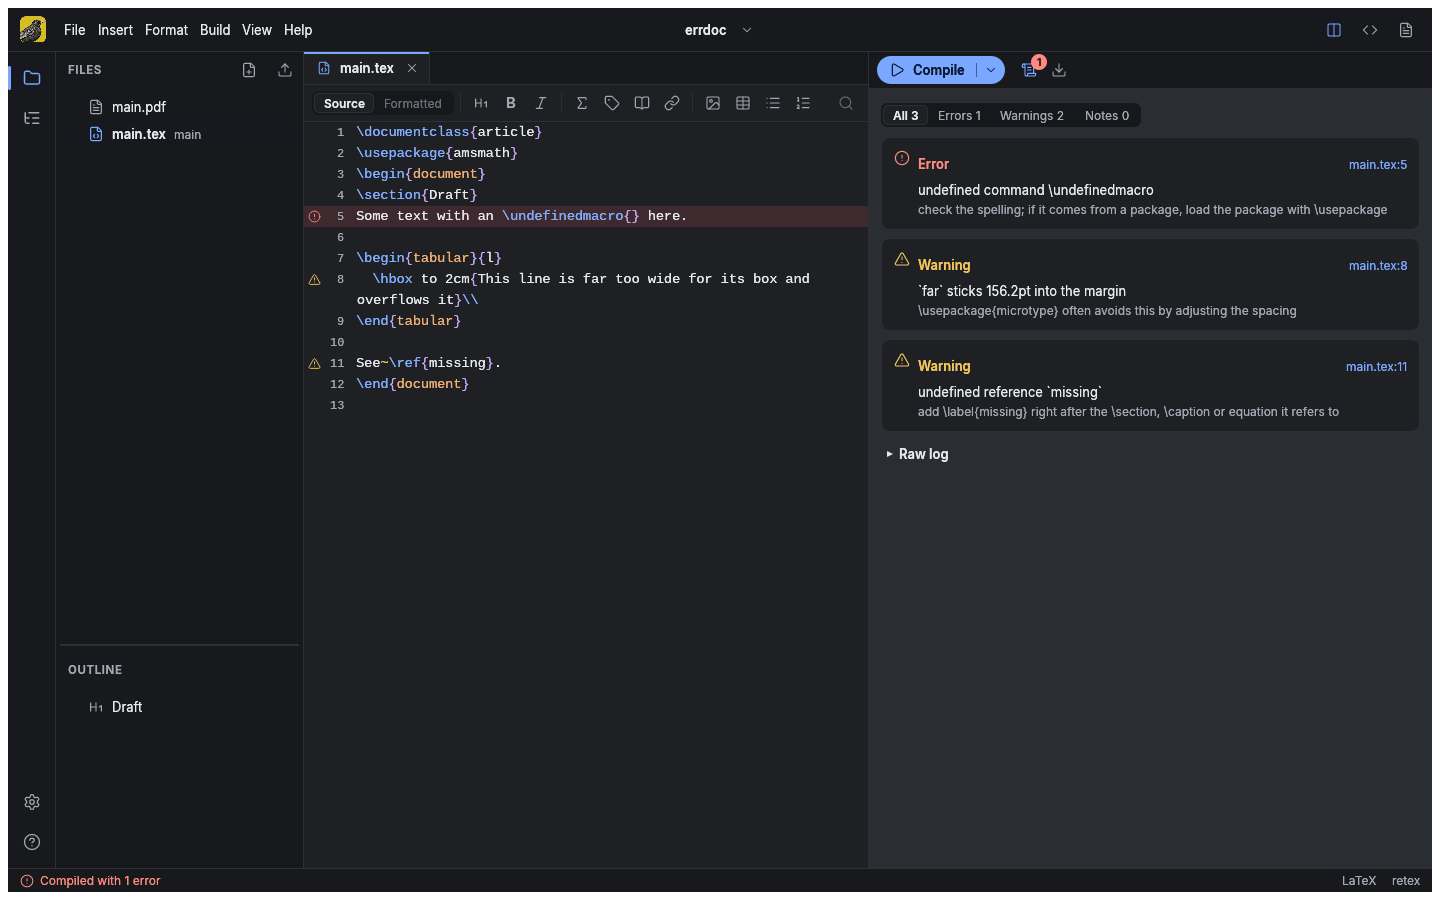 File Insert Format Build View Help
errdoc
FILES
main.pdf
main.tex main
OUTLINE
H1 Draft
main.tex
Source Formatted H1 B I
1 \documentclass{article}
2 \usepackage{amsmath}
3 \begin{document}
4 \section{Draft}
5 Some text with an \undefinedmacro{} here.
6
7 \begin{tabular}{l}
8 \hbox to 2cm{This line is far too wide for its box and
overflows it}\\
9 \end{tabular}
10
11 See~\ref{missing}.
12 \end{document}
13
Compile 1
All 3 Errors 1 Warnings 2 Notes 0
Error main.tex:5
undefined command \undefinedmacro
check the spelling; if it comes from a package, load the package with \usepackage
Warning main.tex:8
`far` sticks 156.2pt into the margin
\usepackage{microtype} often avoids this by adjusting the spacing
Warning main.tex:11
undefined reference `missing`
add \label{missing} right after the \section, \caption or equation it refers to
Raw log
Compiled with 1 error
LaTeX retex